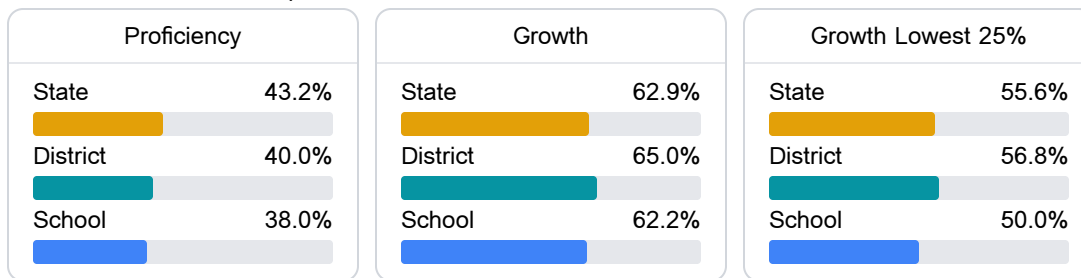 Proficiency
State 43.2%
District 40.0%
School 38.0%
Growth
State 62.9%
District 65.0%
School 62.2%
Growth Lowest 25%
State 55.6%
District 56.8%
School 50.0%